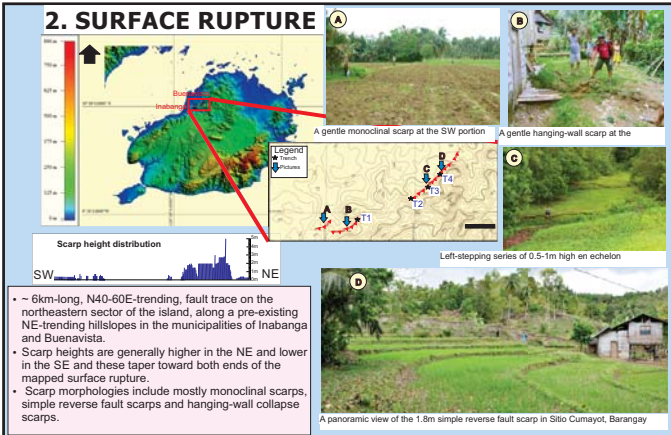 2. SURFACE RUPTURE
Buenavista
Inabanga
A
A gentle monoclinal scarp at the SW portion
B
A gentle hanging-wall scarp at the
Legend
Trench
Pictures
A
B
T1
T2
C
T3
D
T4
C
Left-stepping series of 0.5-1m high en echelon
Scarp height distribution
SW
NE
5m
4m
3m
2m
1m
0
• ~ 6km-long, N40-60E-trending, fault trace on the
northeastern sector of the island, along a pre-existing
NE-trending hillslopes in the municipalities of Inabanga
and Buenavista.
• Scarp heights are generally higher in the NE and lower
in the SE and these taper toward both ends of the
mapped surface rupture.
• Scarp morphologies include mostly monoclinal scarps,
simple reverse fault scarps and hanging-wall collapse
scarps.
D
A panoramic view of the 1.8m simple reverse fault scarp in Sitio Cumayot, Barangay